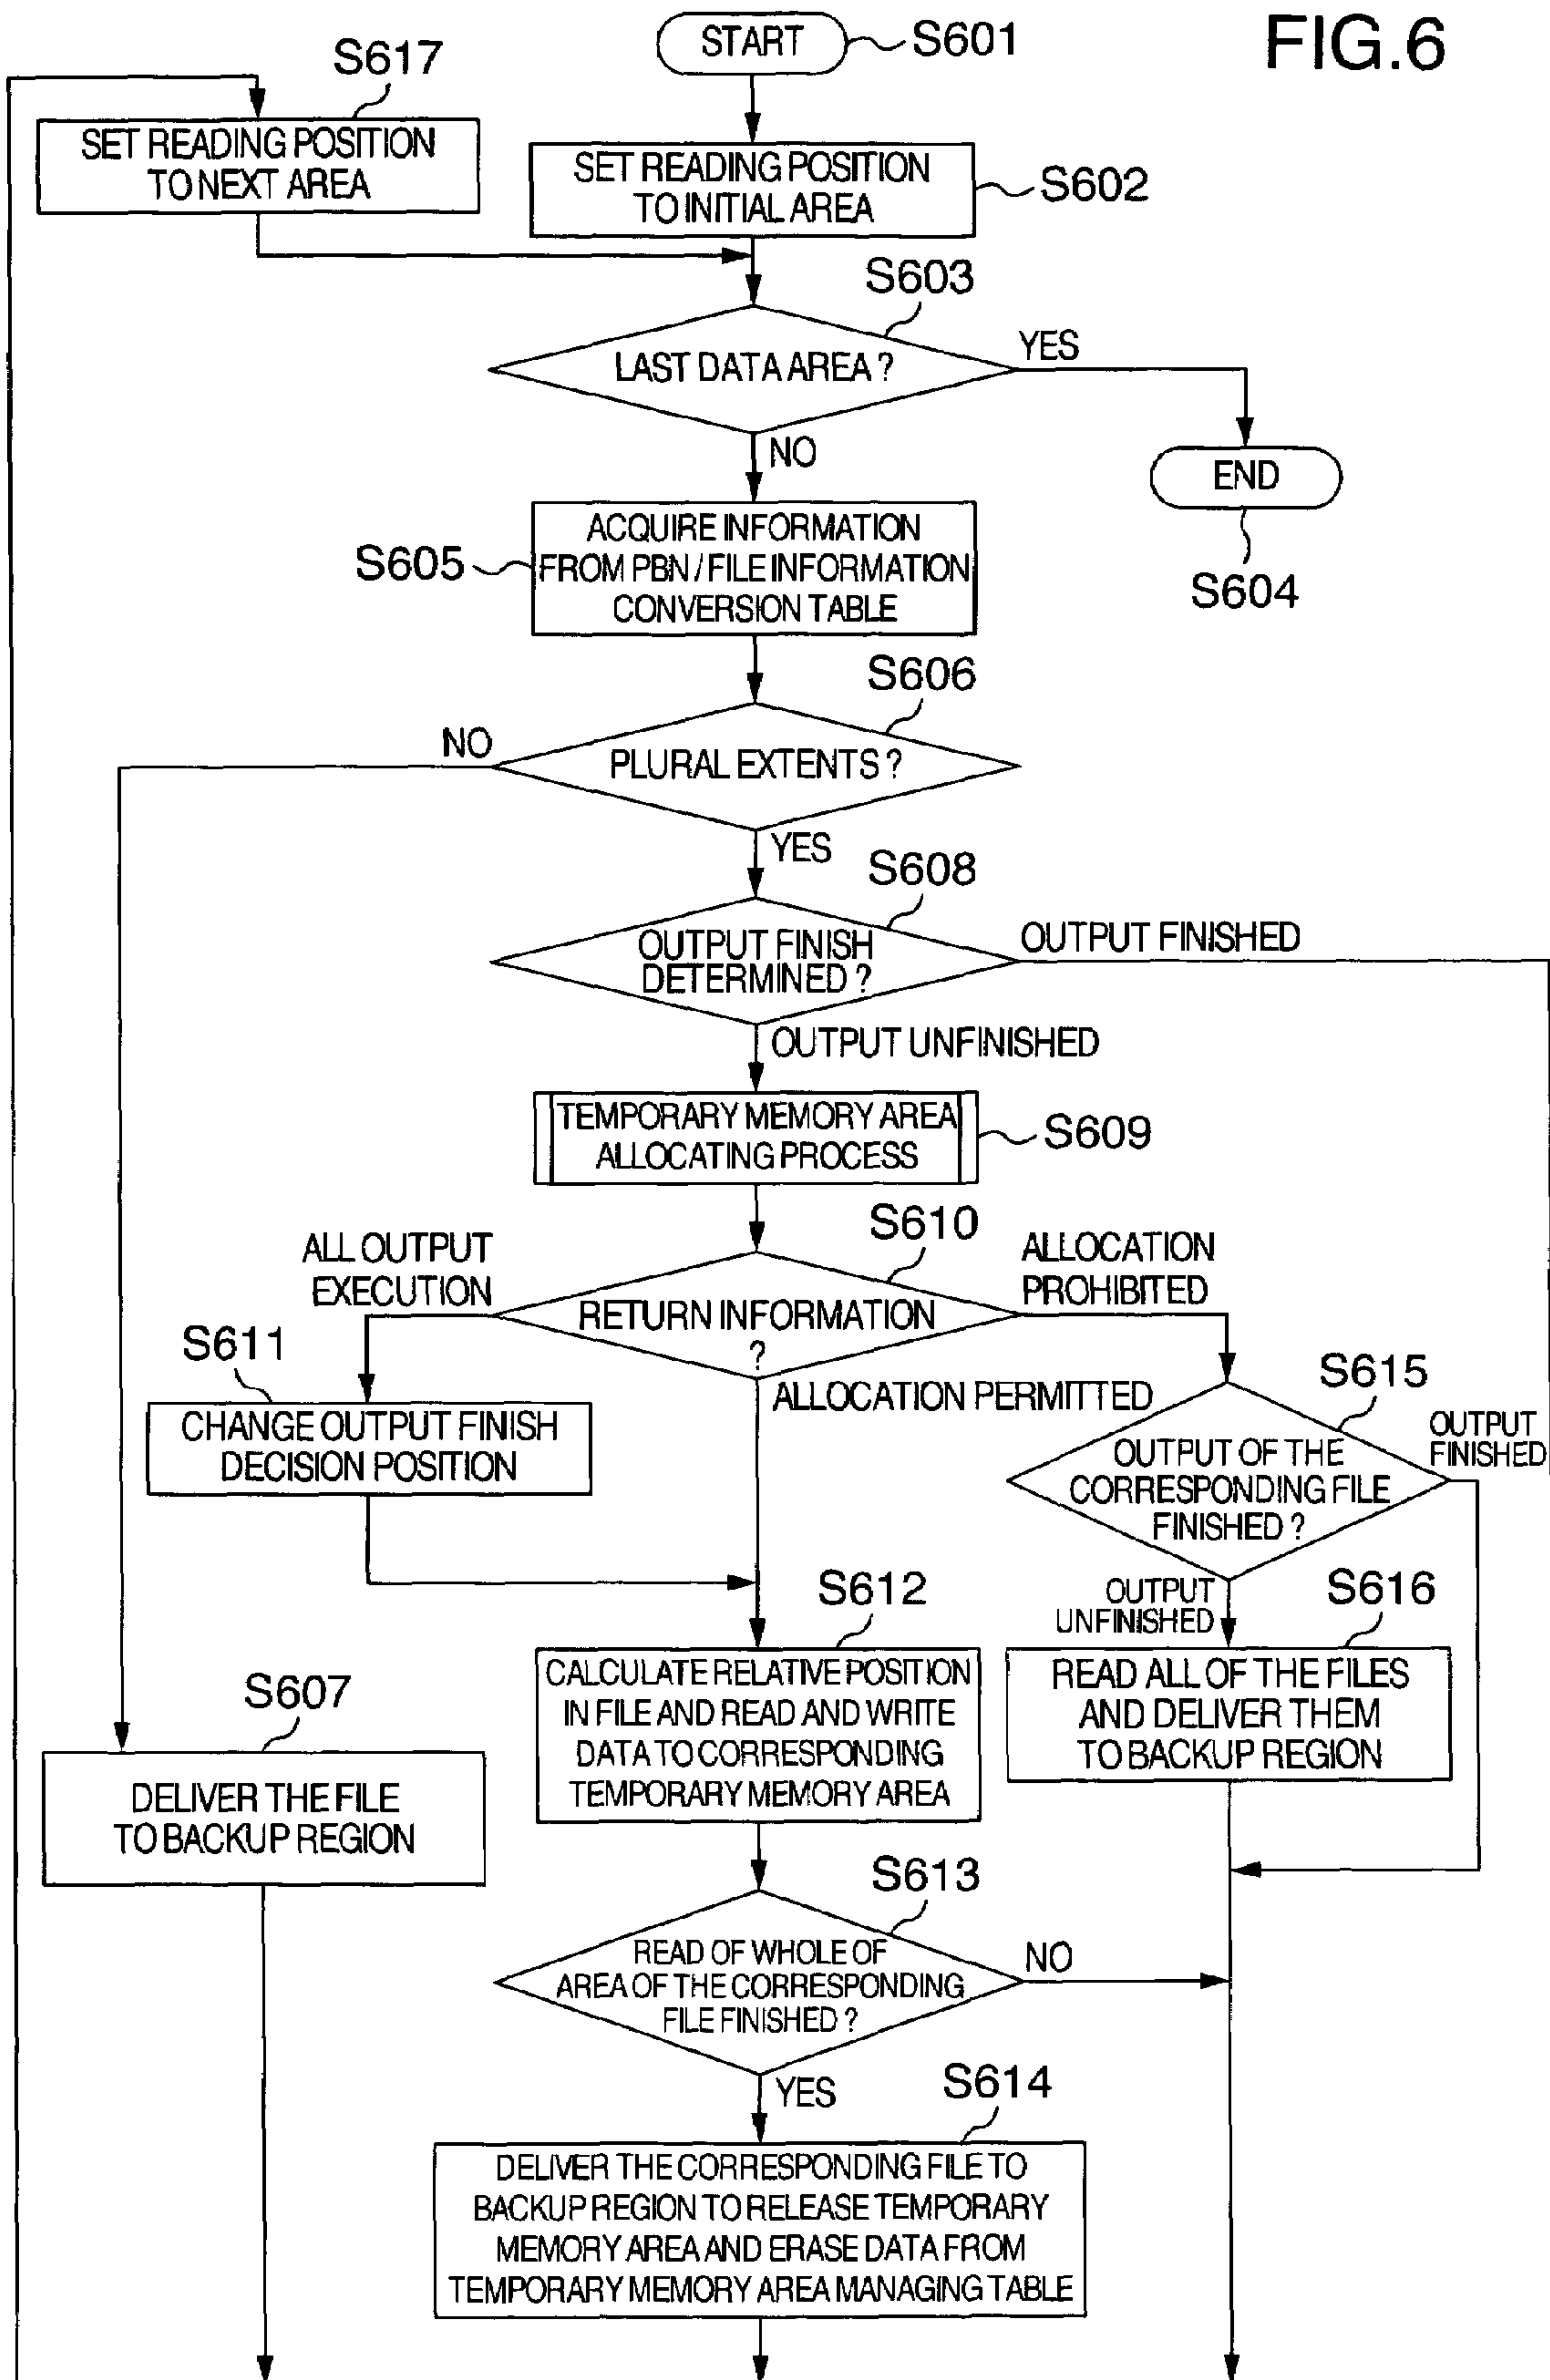 FIG.6
START
S601
S617
SET READING POSITION
TO NEXT AREA
SET READING POSITION
TO INITIAL AREA
S602
S603
LAST DATA AREA ?
YES
NO
END
S604
ACQUIRE INFORMATION
FROM PBN / FILE INFORMATION
CONVERSION TABLE
S605
S606
NO
PLURAL EXTENTS ?
YES
S608
OUTPUT FINISH
DETERMINED ?
OUTPUT FINISHED
OUTPUT UNFINISHED
TEMPORARY MEMORY AREA
ALLOCATING PROCESS
S609
S610
ALL OUTPUT
EXECUTION
ALLOCATION
PROHIBITED
RETURN INFORMATION
?
S611
CHANGE OUTPUT FINISH
DECISION POSITION
ALLOCATION PERMITTED
S615
OUTPUT OF THE
CORRESPONDING FILE
FINISHED ?
OUTPUT
FINISHED
OUTPUT
UNFINISHED
S612
CALCULATE RELATIVE POSITION
IN FILE AND READ AND WRITE
DATA TO CORRESPONDING
TEMPORARY MEMORY AREA
S616
READ ALL OF THE FILES
AND DELIVER THEM
TO BACKUP REGION
S607
DELIVER THE FILE
TO BACKUP REGION
S613
READ OF WHOLE OF
AREA OF THE CORRESPONDING
FILE FINISHED ?
NO
YES
S614
DELIVER THE CORRESPONDING FILE TO
BACKUP REGION TO RELEASE TEMPORARY
MEMORY AREA AND ERASE DATA FROM
TEMPORARY MEMORY AREA MANAGING TABLE